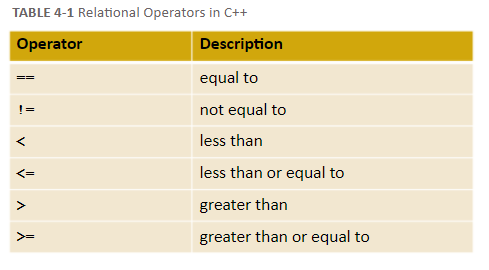 TABLE 4-1 Relational Operators in C++
Operator Description
== equal to
!= not equal to
< less than
<= less than or equal to
> greater than
>= greater than or equal to